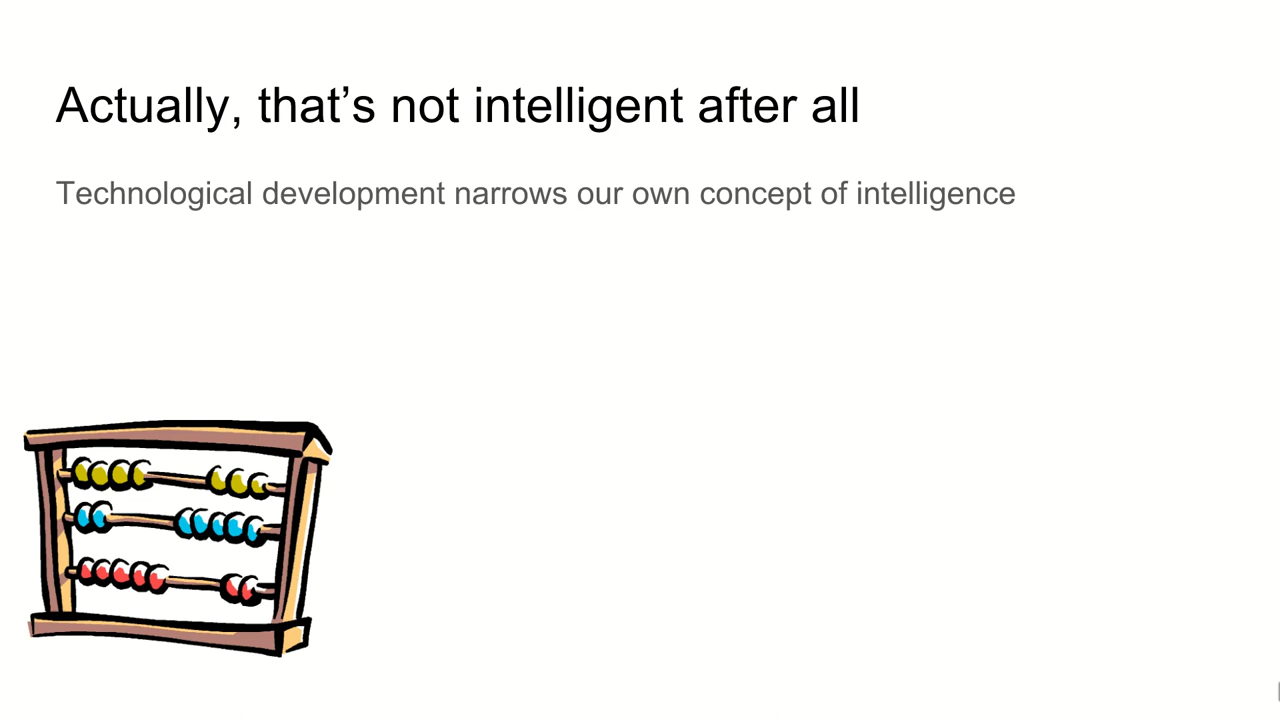 Actually, that’s not intelligent after all
Technological development narrows our own concept of intelligence